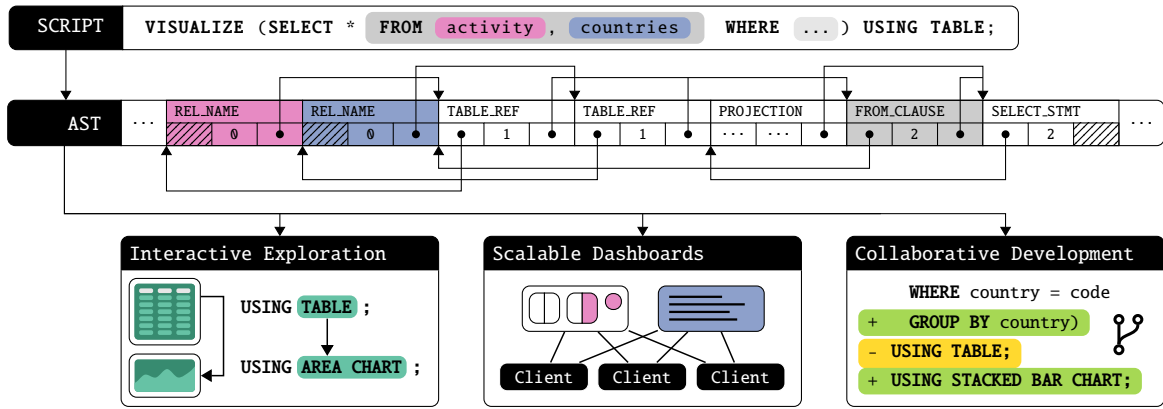 SCRIPT VISUALIZE (SELECT * FROM activity , countries WHERE ... ) USING TABLE;
REL_NAME REL_NAME TABLE_REF TABLE_REF PROJECTION FROM_CLAUSE SELECT_STMT
AST ... 0 0 1 1 ... ... 2 2 ...
Interactive Exploration
USING TABLE ;
USING AREA CHART ;
Scalable Dashboards
Client Client Client
Collaborative Development
WHERE country = code
+ GROUP BY country)
- USING TABLE;
+ USING STACKED BAR CHART;